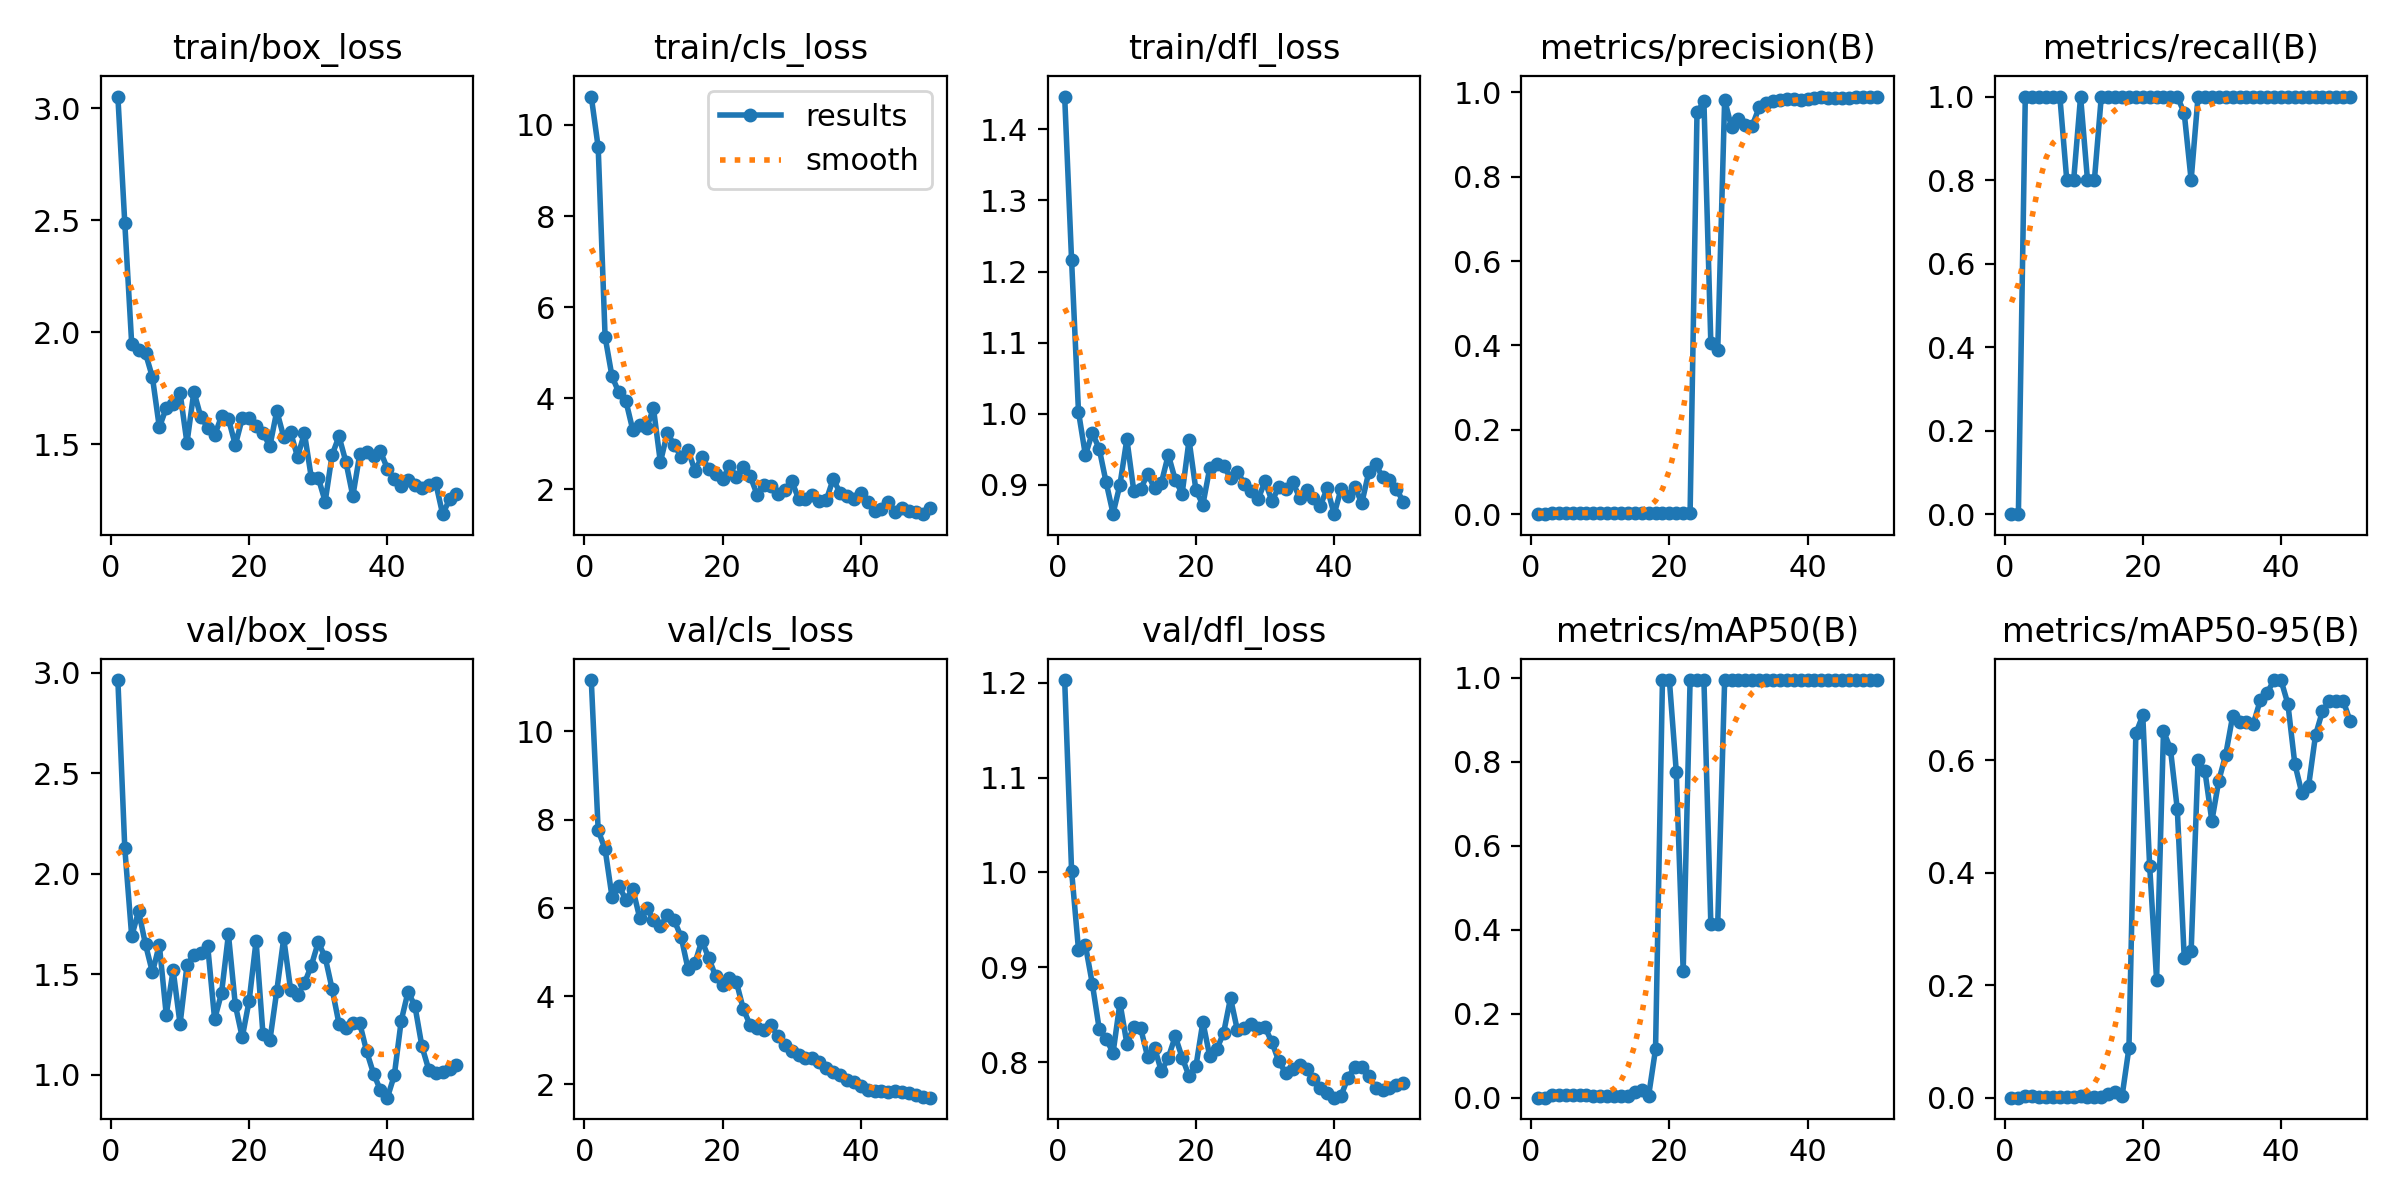 train/box_loss
3.0
2.5
2.0
1.5
0 20 40
train/cls_loss
results
smooth
10
8
6
4
2
0 20 40
train/dfl_loss
1.4
1.3
1.2
1.1
1.0
0.9
0 20 40
metrics/precision(B)
1.0
0.8
0.6
0.4
0.2
0.0
0 20 40
metrics/recall(B)
1.0
0.8
0.6
0.4
0.2
0.0
0 20 40
val/box_loss
3.0
2.5
2.0
1.5
1.0
0 20 40
val/cls_loss
10
8
6
4
2
0 20 40
val/dfl_loss
1.2
1.1
1.0
0.9
0.8
0 20 40
metrics/mAP50(B)
1.0
0.8
0.6
0.4
0.2
0.0
0 20 40
metrics/mAP50-95(B)
0.6
0.4
0.2
0.0
0 20 40